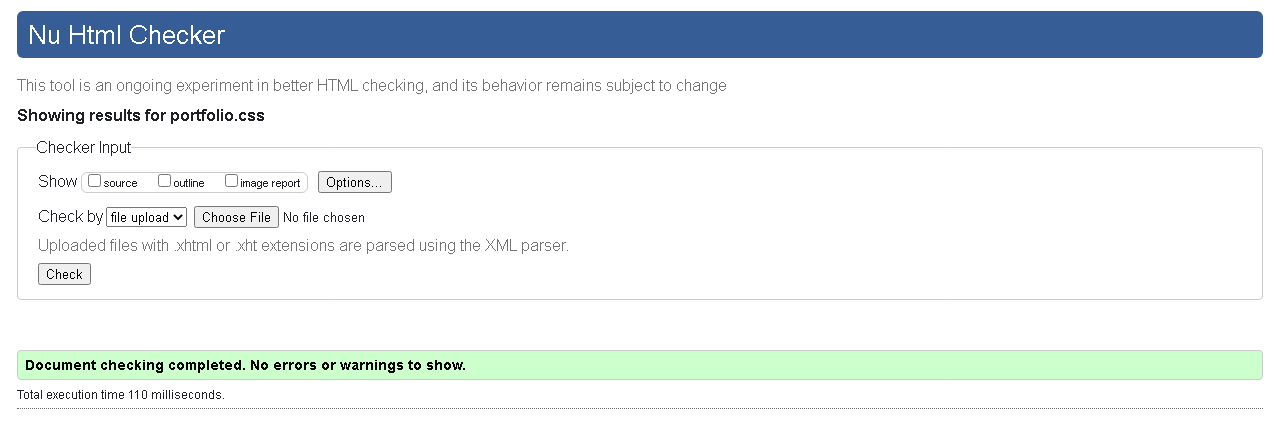 Nu Html Checker
This tool is an ongoing experiment in better HTML checking, and its behavior remains subject to change
Showing results for portfolio.css
Checker Input
Show source outline image report Options...
Check by file upload Choose File No file chosen
Uploaded files with .xhtml or .xht extensions are parsed using the XML parser.
Check
Document checking completed. No errors or warnings to show.
Total execution time 110 milliseconds.